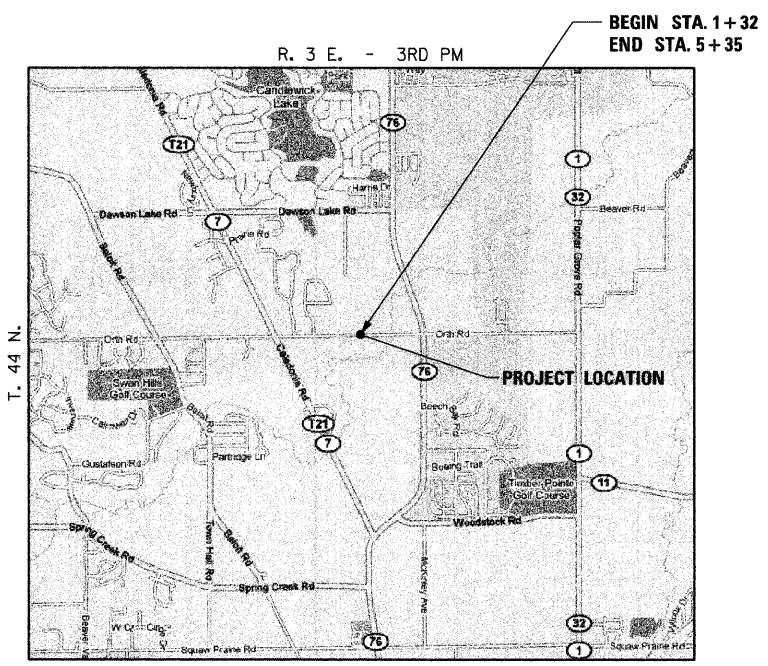 BEGIN STA. 1+32
END STA. 5+35
R. 3 E. - 3RD PM
T. 44 N.
Candlewick
Lake
76
T21
1
Harris Dr
32
Dawson Lake Rd
Dawson Lake Rd
Beaver Rd
7
Prairie Rd
Poplar Grove Rd
Beloit Rd
Orth Rd
Orth Rd
Caledonia Rd
76
PROJECT LOCATION
Swan Hills
Golf Course
Beloit Rd
T21
7
Partridge Ln
Gustafson Rd
Boeing Trail
1
Timber Pointe
Golf Course
11
Woodstock Rd
Spring Creek Rd
Town Hall Rd
Beloit Rd
Spring Creek Rd
McKinley Ave
32
76
Squaw Prairie Rd
1
Squaw Prairie Rd